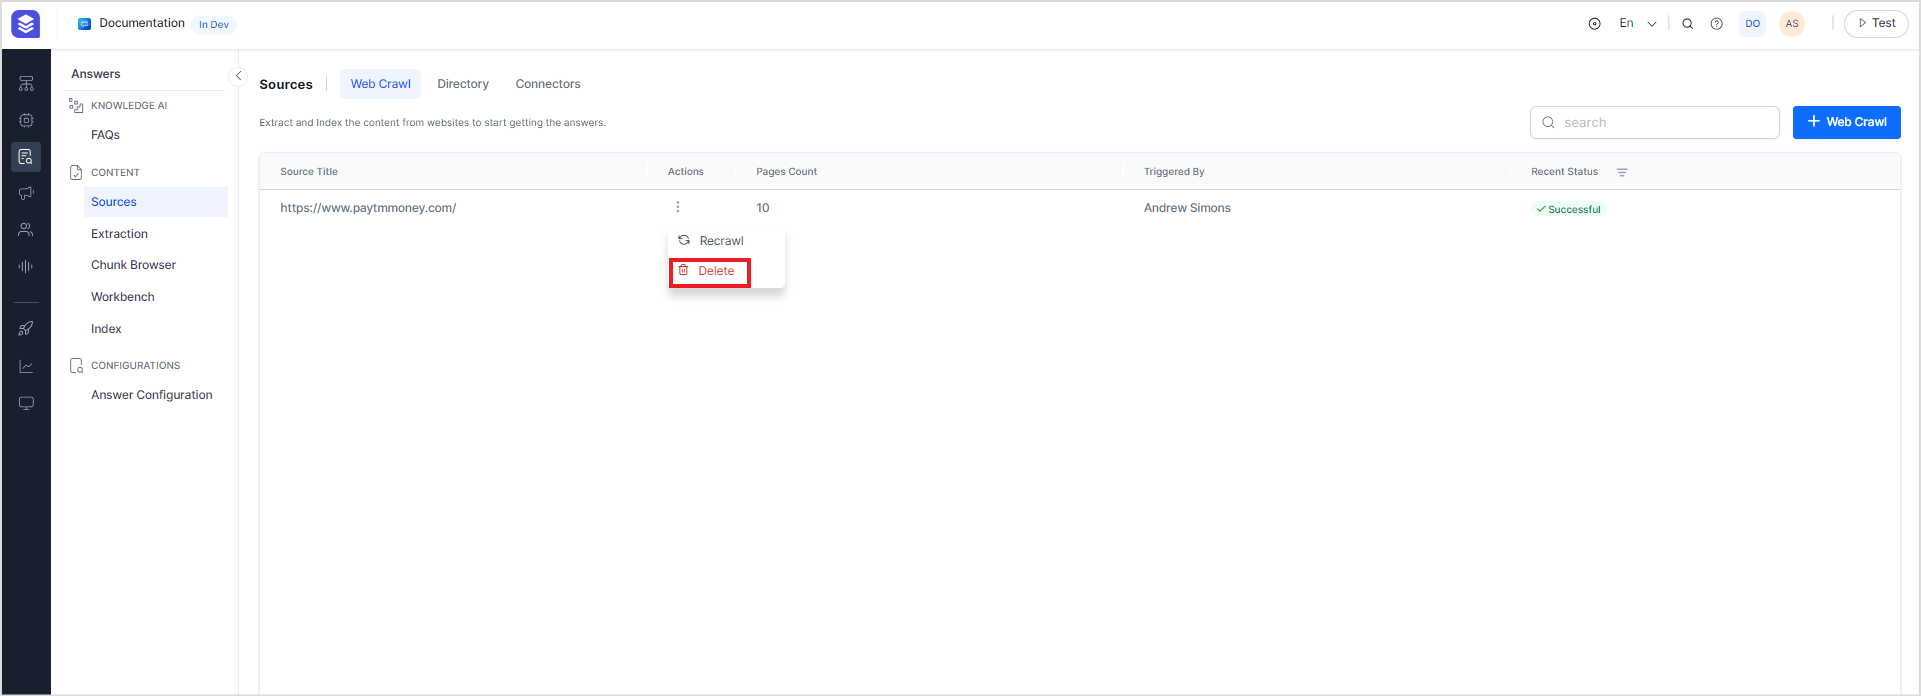 Documentation
In Dev
En
DO
AS
Test
Answers
KNOWLEDGE AI
FAQs
CONTENT
Sources
Extraction
Chunk Browser
Workbench
Index
CONFIGURATIONS
Answer Configuration
Sources
Web Crawl
Directory
Connectors
Extract and Index the content from websites to start getting the answers.
search
+ Web Crawl
Source Title
Actions
Pages Count
Triggered By
Recent Status
https://www.paytmmoney.com/
10
Andrew Simons
Successful
Recrawl
Delete